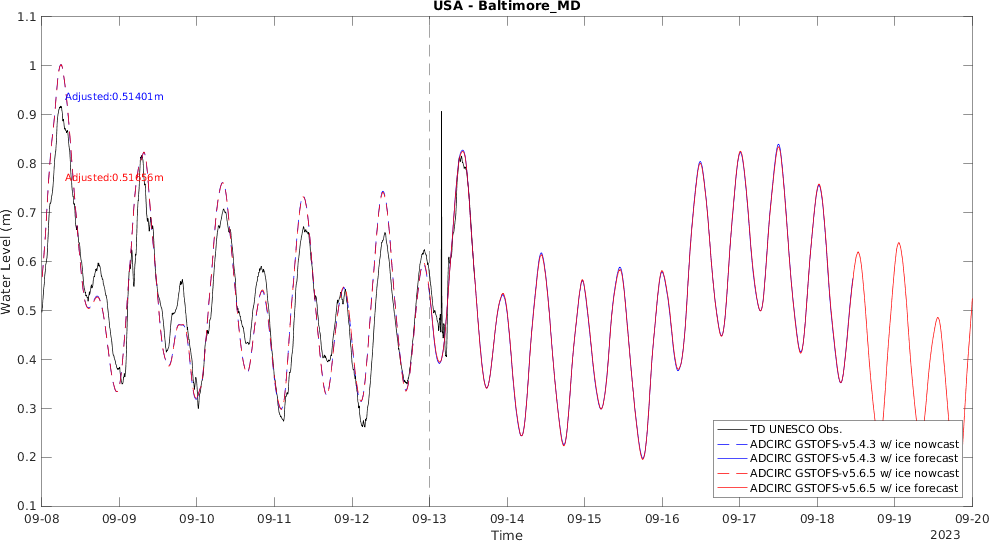 USA - Baltimore_MD
1.1
1
0.9
0.8
0.7
0.6
0.5
0.4
0.3
0.2
0.1
Water Level (m)
Adjusted:0.51401m
Adjusted:0.51656m
TD UNESCO Obs.
ADCIRC GSTOFS-v5.4.3 w/ ice nowcast
ADCIRC GSTOFS-v5.4.3 w/ ice forecast
ADCIRC GSTOFS-v5.6.5 w/ ice nowcast
ADCIRC GSTOFS-v5.6.5 w/ ice forecast
09-08 09-09 09-10 09-11 09-12 09-13 09-14 09-15 09-16 09-17 09-18 09-19 09-20
Time
2023